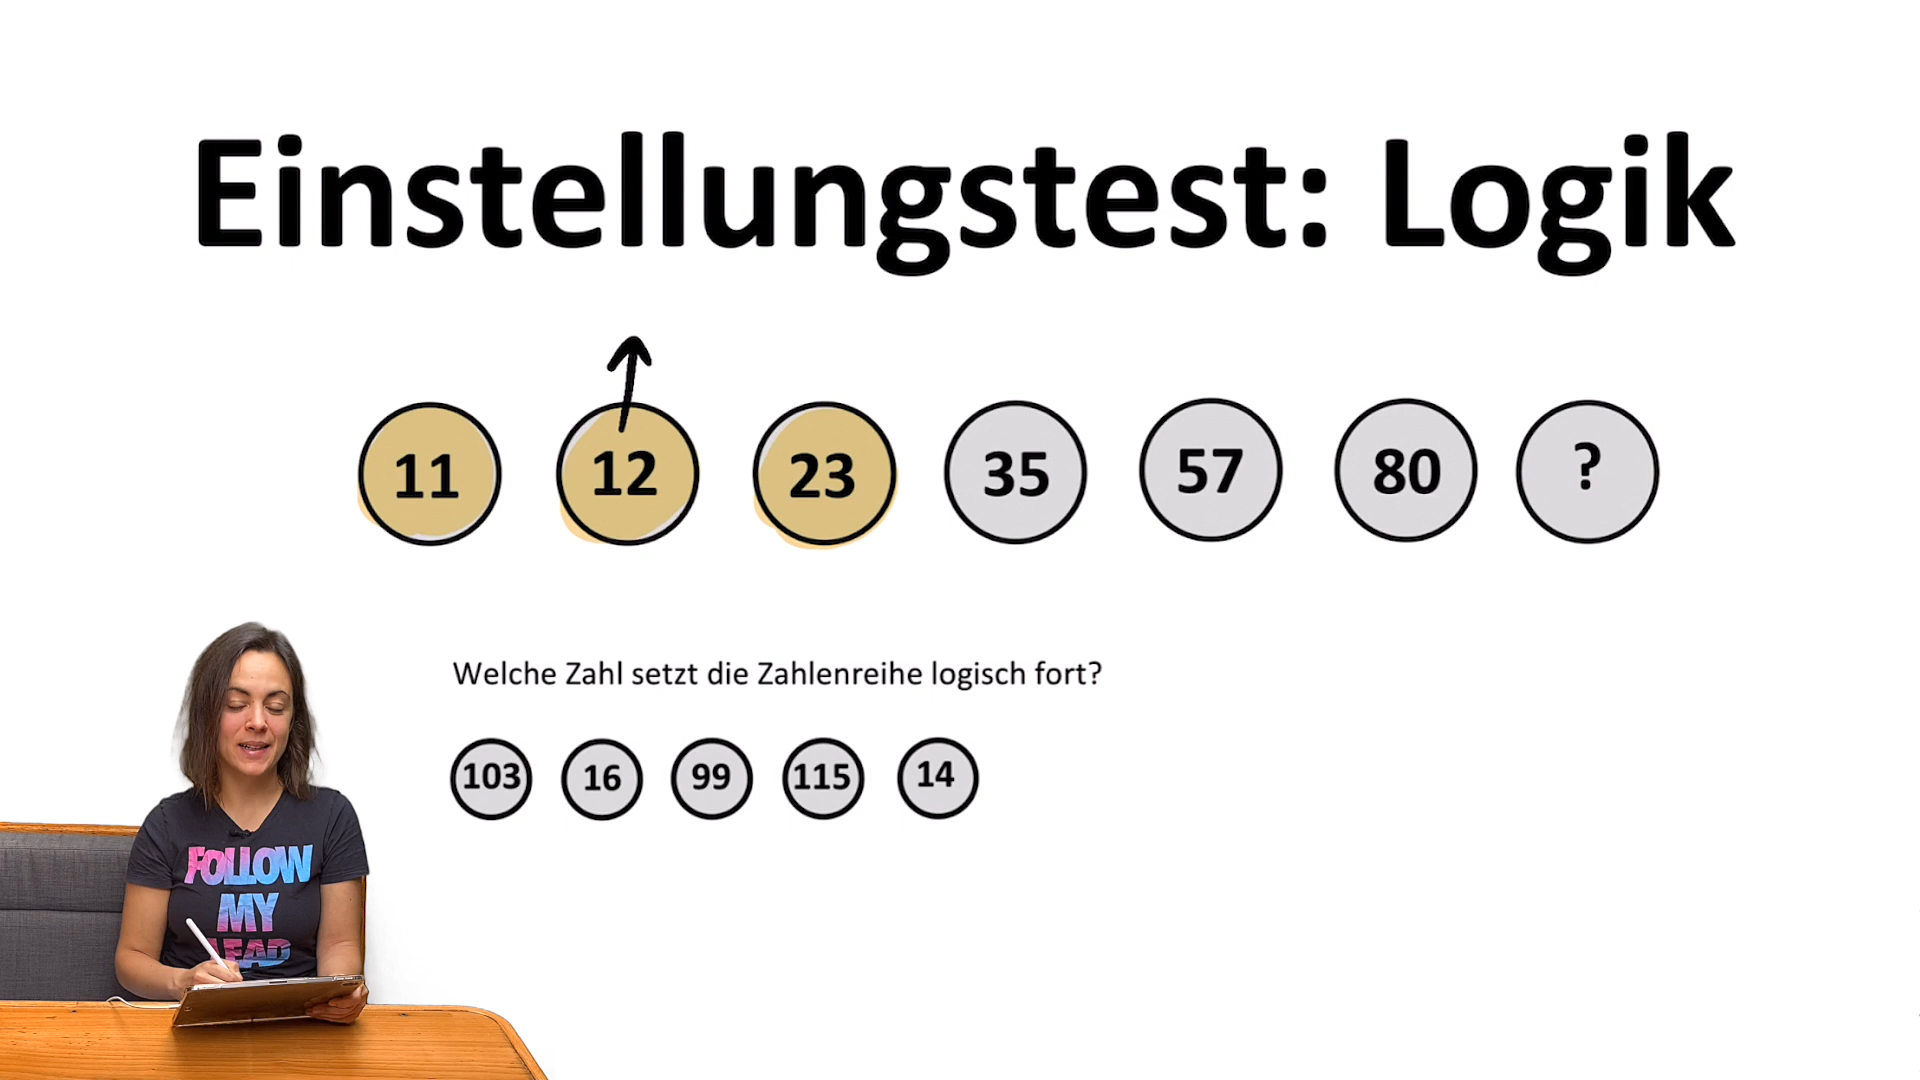 Einstellungstest: Logik
11 12 23 35 57 80 ?
Welche Zahl setzt die Zahlenreihe logisch fort?
103 16 99 115 14
FOLLOW
MY
LEAD